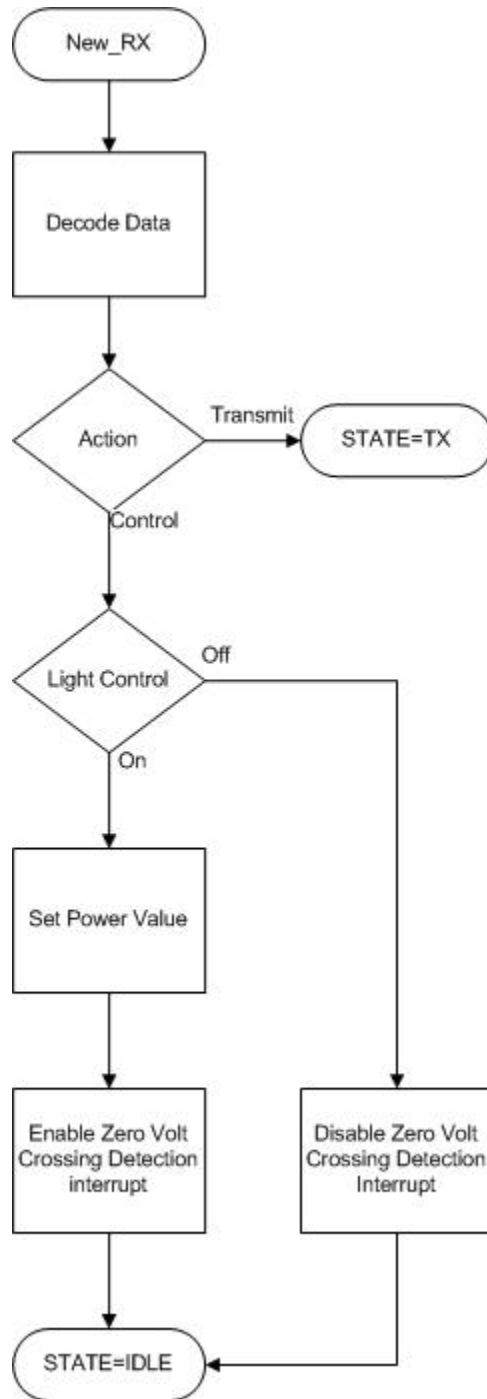 New_RX
Decode Data
Action
Transmit
STATE=TX
Control
Light Control
Off
On
Set Power Value
Enable Zero Volt
Crossing Detection
interrupt
Disable Zero Volt
Crossing Detection
Interrupt
STATE=IDLE